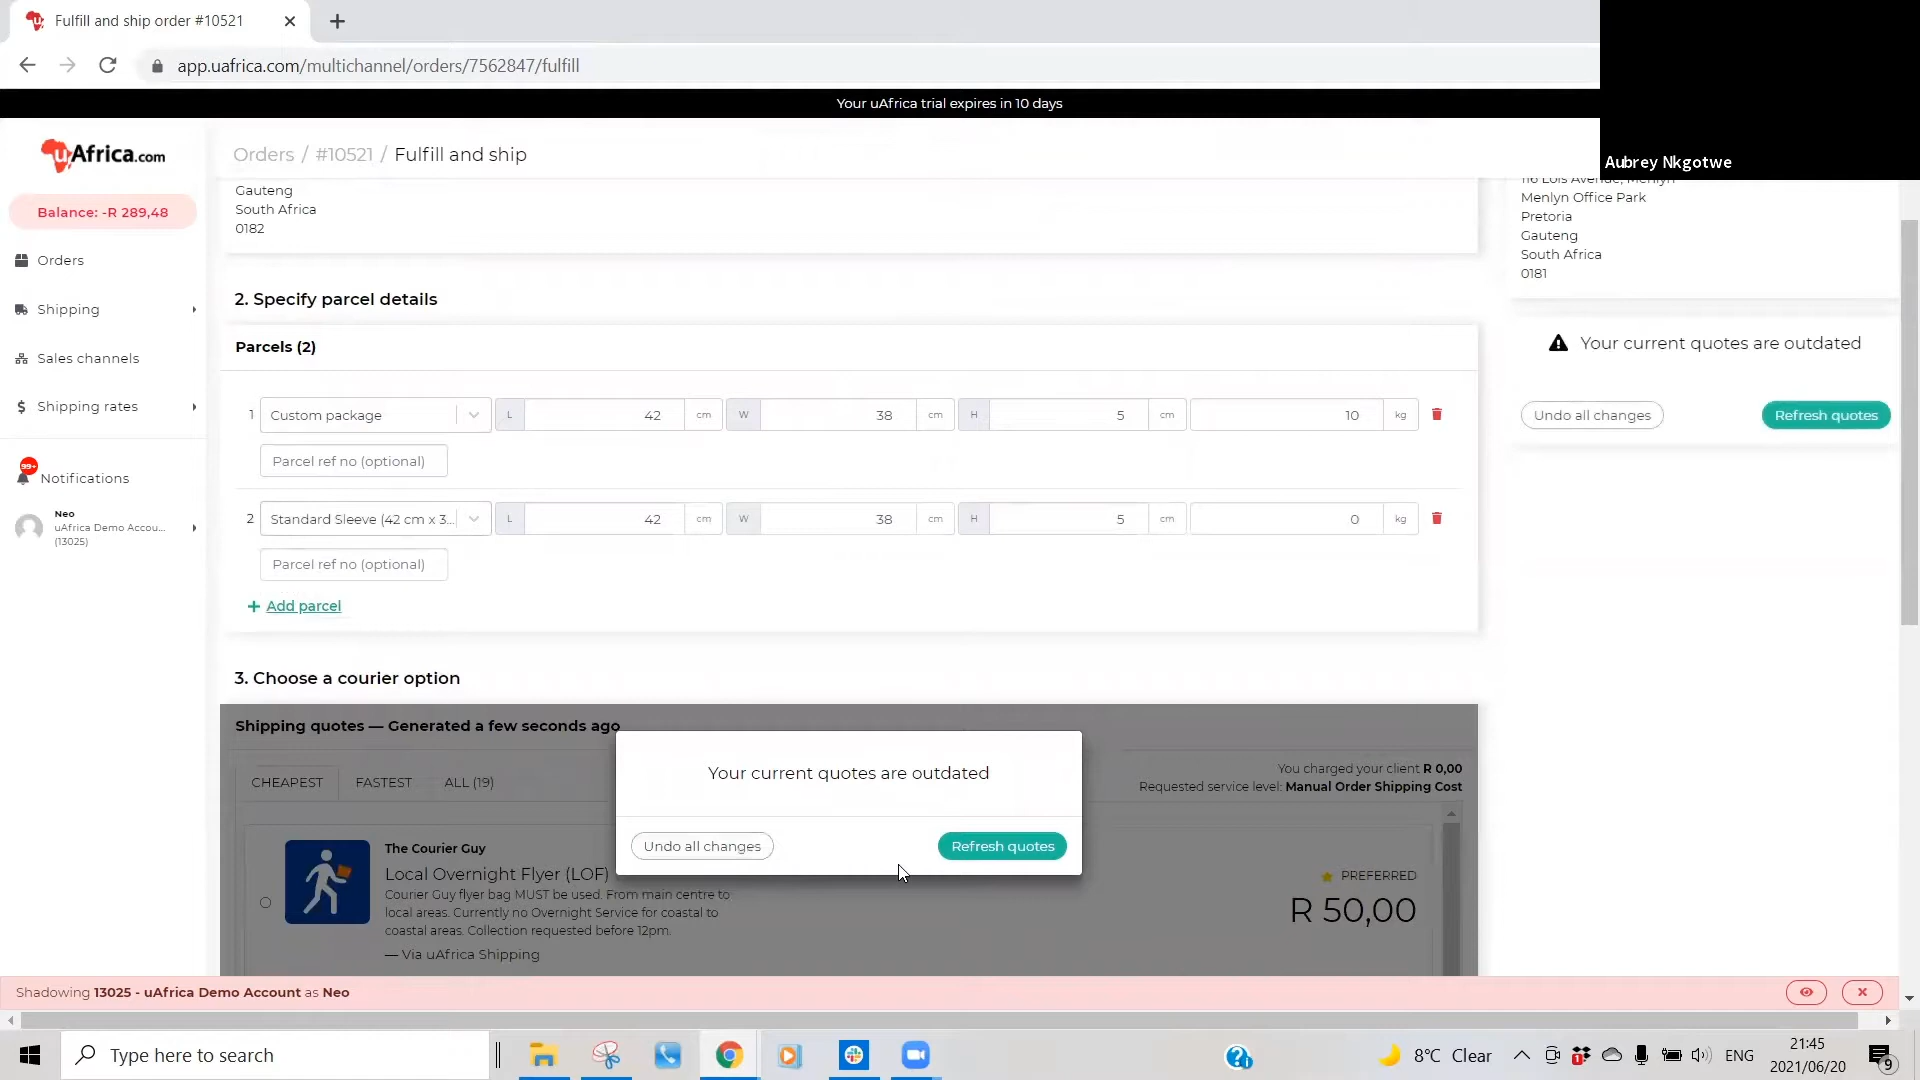 Fulfill and ship order #10521
app.uafrica.com/multichannel/orders/7562847/fulfill
Your uAfrica trial expires in 10 days
Aubrey Nkgotwe
uAfrica.com
Orders / #10521 / Fulfill and ship
Balance: -R 289,48
Orders
Shipping
Sales channels
Shipping rates
99+
Notifications
Neo
uAfrica Demo Accou...
(13025)
Gauteng
South Africa
0182
2. Specify parcel details
Parcels (2)
1 Custom package L 42 cm W 38 cm H 5 cm 10 kg
Parcel ref no (optional)
2 Standard Sleeve (42 cm x 3... L 42 cm W 38 cm H 5 cm 0 kg
Parcel ref no (optional)
+ Add parcel
3. Choose a courier option
Shipping quotes — Generated a few seconds ago
CHEAPEST FASTEST ALL (19)
You charged your client R 0,00
Requested service level: Manual Order Shipping Cost
Your current quotes are outdated
Undo all changes Refresh quotes
The Courier Guy
Local Overnight Flyer (LOF)
Courier Guy flyer bag MUST be used. From main centre to
local areas. Currently no Overnight Service for coastal to
coastal areas. Collection requested before 12pm.
— Via uAfrica Shipping
PREFERRED
R 50,00
116 Lois Avenue, Menlyn
Menlyn Office Park
Pretoria
Gauteng
South Africa
0181
Your current quotes are outdated
Undo all changes Refresh quotes
Shadowing 13025 - uAfrica Demo Account as Neo
Type here to search
8°C Clear
ENG
21:45
2021/06/20
9